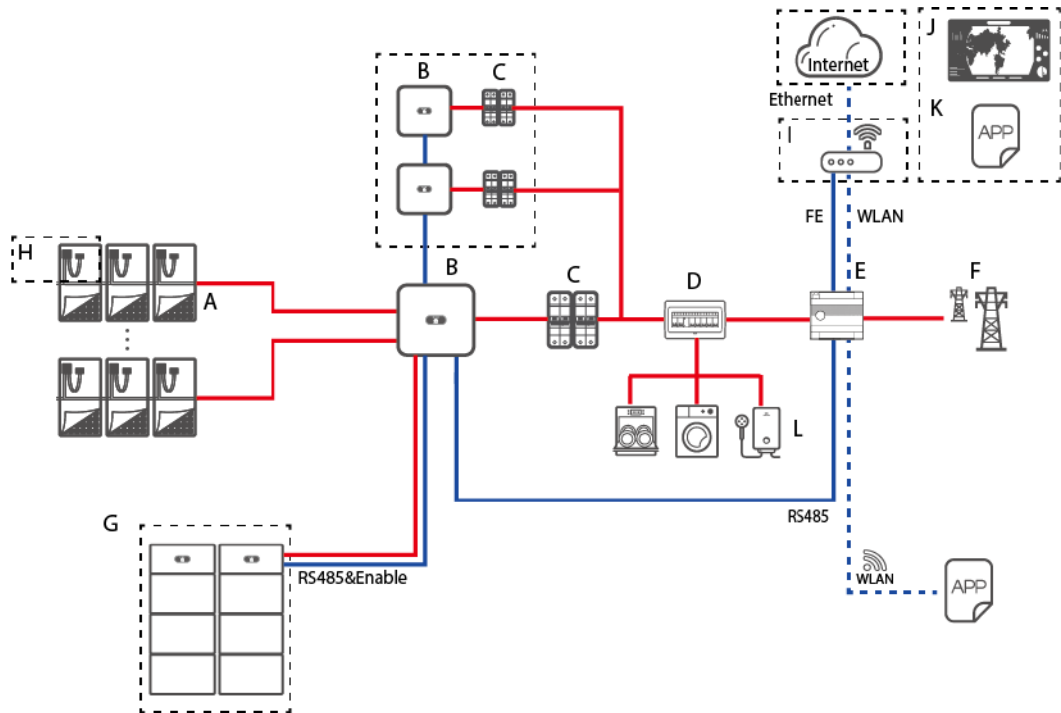 B
C
Internet
J
Ethernet
K
APP
I
FE
WLAN
H
A
B
C
D
E
F
L
G
RS485
RS485&Enable
WLAN
APP